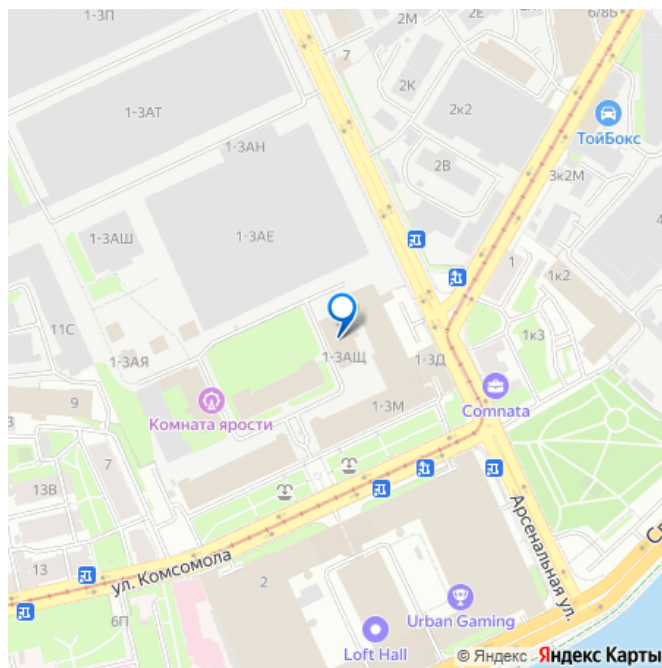 1-3П
2М
2Е
6/8Б
7
2К
1-3АТ
2к2
ТойБокс
1-3АН
2В
3к2М
1-3АШ
1-3АЕ
4
1
1к2
11С
1-3АЩ
1к3
1-3АЯ
1-3Д
Comnata
9
1-3М
3
Комната ярости
7
13В
Арсенальная ул.
С
ул. Комсомола
13
2
6П
Urban Gaming
Loft Hall
© Яндекс Яндекс Карты